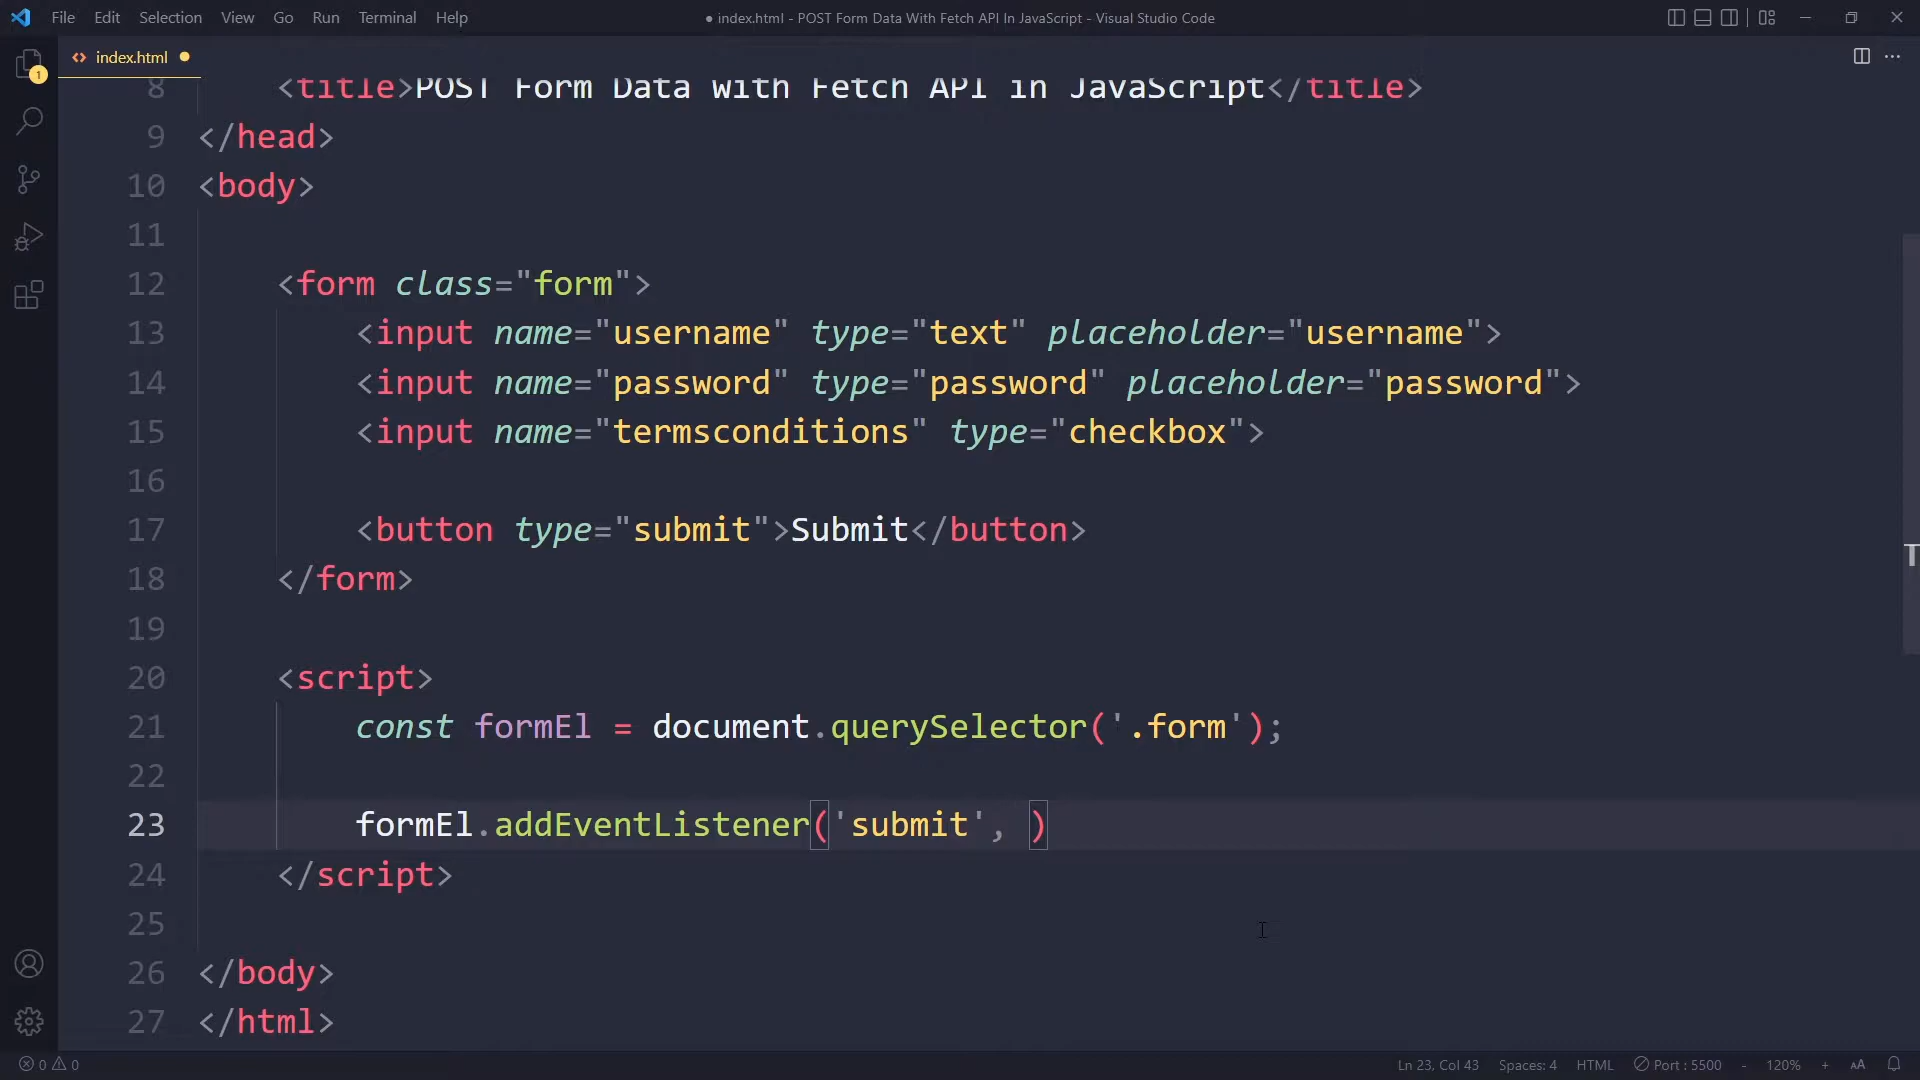 File Edit Selection View Go Run Terminal Help
● index.html - POST Form Data With Fetch API In JavaScript - Visual Studio Code
<> index.html ●
1
8 <title>POST Form Data with Fetch API in JavaScript</title>
9 </head>
10 <body>
11
12 <form class="form">
13 <input name="username" type="text" placeholder="username">
14 <input name="password" type="password" placeholder="password">
15 <input name="termsconditions" type="checkbox">
16
17 <button type="submit">Submit</button>
18 </form>
19
20 <script>
21 const formEl = document.querySelector('.form');
22
23 formEl.addEventListener('submit', )
24 </script>
25
26 </body>
27 </html>
0 0 Ln 23, Col 43 Spaces: 4 HTML Port : 5500 - 120% + AA